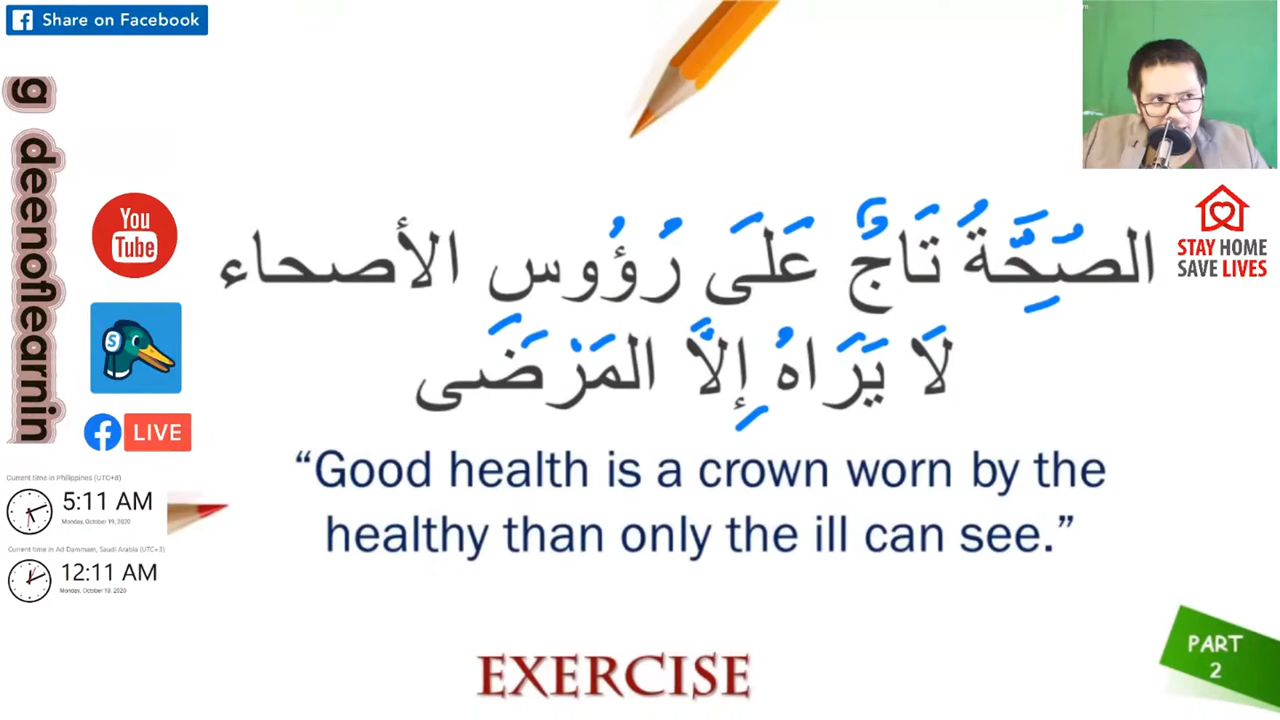 Share on Facebook
g deenoflearnin
You
Tube
S
LIVE
Current time in Philippines (UTC+8)
5:11 AM
Monday, October 19, 2020
Current time in Ad Dammam, Saudi Arabia (UTC+3)
12:11 AM
Monday, October 19, 2020
الصِّحَّةُ تَاجٌ عَلَى رُؤُوسِ الأصحاء
لَا يَرَاهُ إِلَّا المَرْضَى
“Good health is a crown worn by the
healthy than only the ill can see.”
EXERCISE
STAY HOME
SAVE LIVES
PART
2